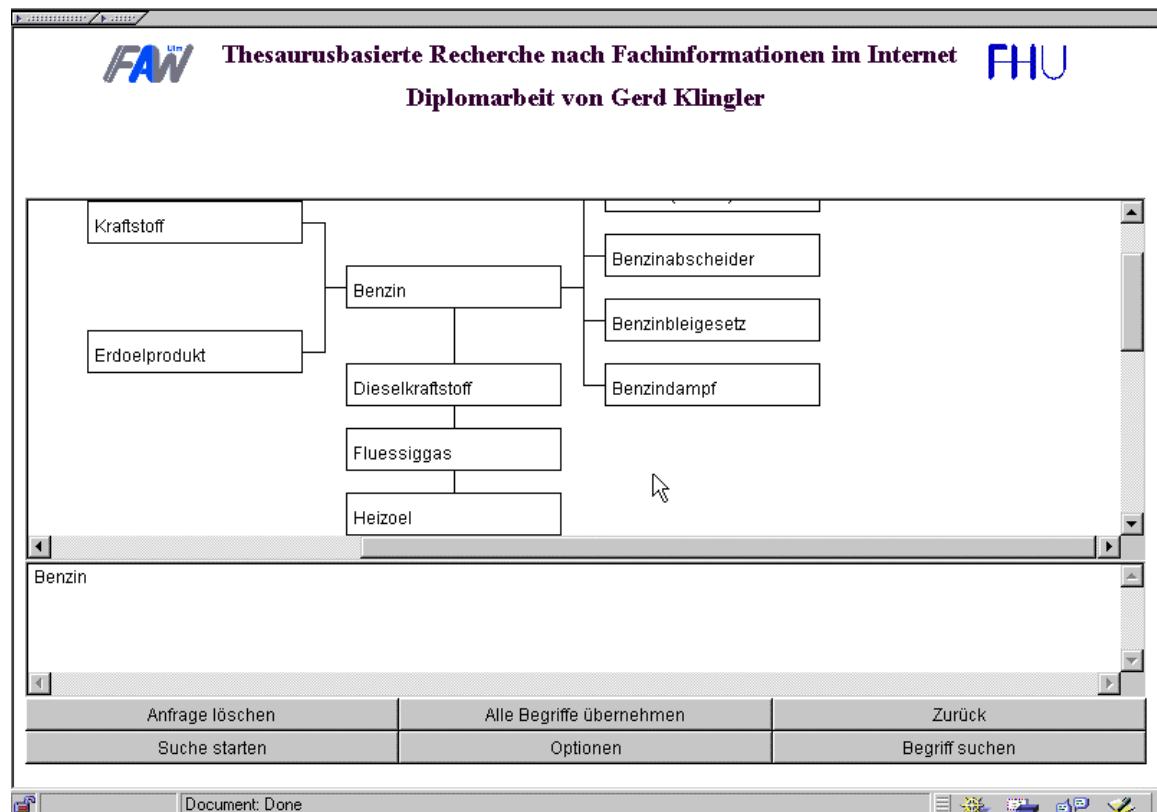 FAW Ulm
Thesaurusbasierte Recherche nach Fachinformationen im Internet
FHU
Diplomarbeit von Gerd Klingler
Kraftstoff
Benzinabscheider
Benzin
Benzinbleigesetz
Erdoelprodukt
Dieselkraftstoff
Benzindampf
Fluessiggas
Heizoel
Benzin
Anfrage löschen
Alle Begriffe übernehmen
Zurück
Suche starten
Optionen
Begriff suchen
Document: Done